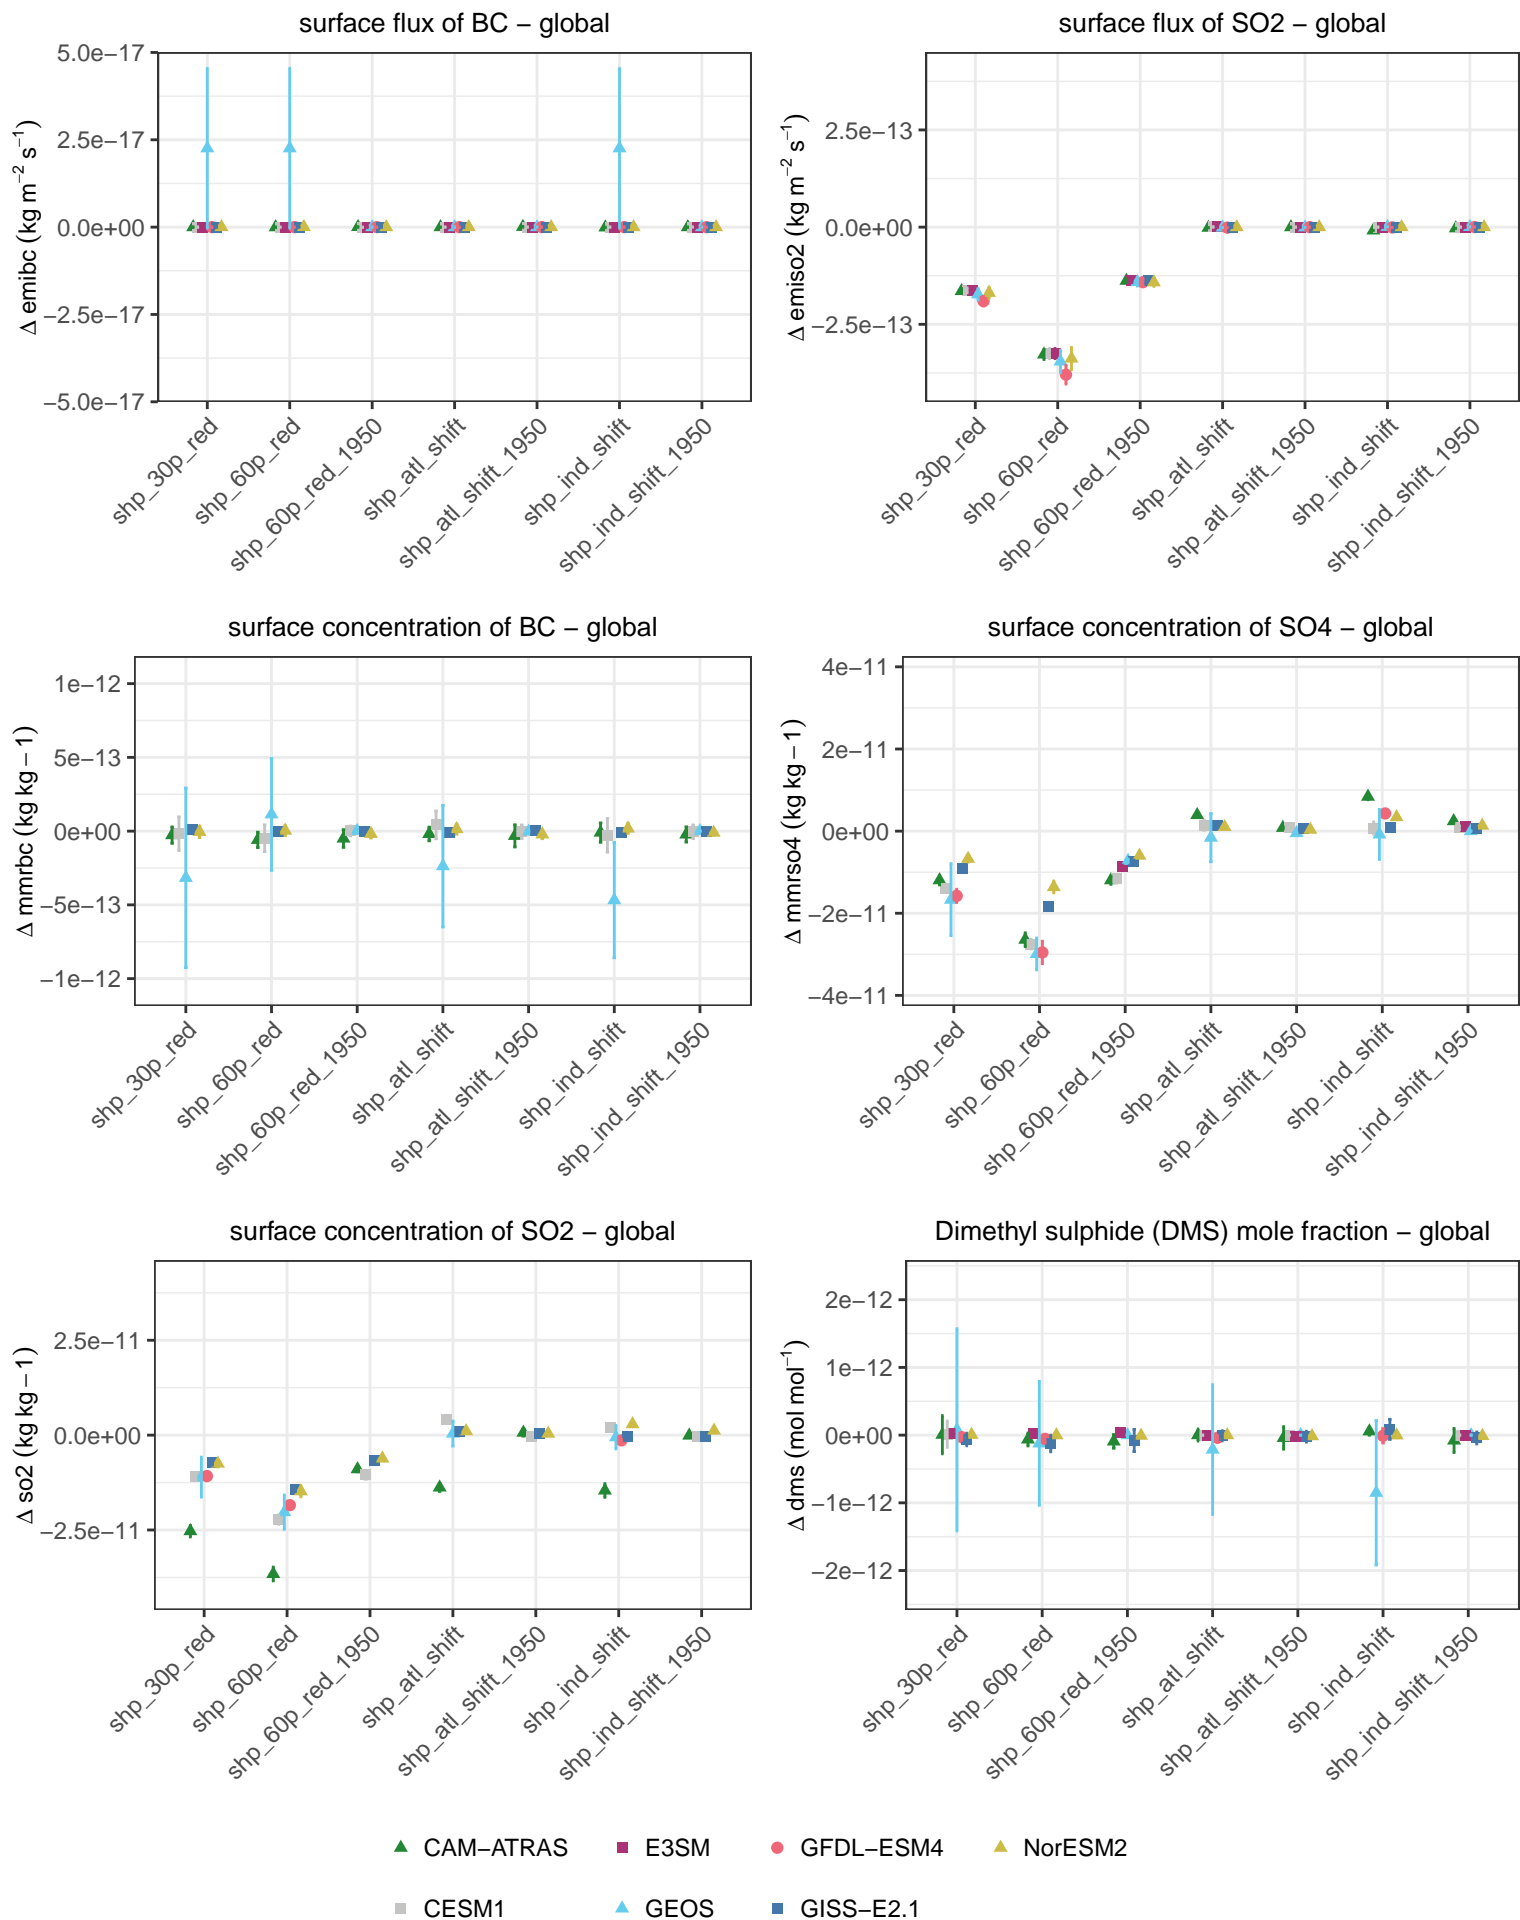 surface flux of BC − global
Δ emibc (kg m−2 s−1)
5.0e−17
2.5e−17
0.0e+00
−2.5e−17
−5.0e−17
shp_30p_red
shp_60p_red
shp_60p_red_1950
shp_atl_shift
shp_atl_shift_1950
shp_ind_shift
shp_ind_shift_1950
surface flux of SO2 − global
Δ emiso2 (kg m−2 s−1)
2.5e−13
0.0e+00
−2.5e−13
shp_30p_red
shp_60p_red
shp_60p_red_1950
shp_atl_shift
shp_atl_shift_1950
shp_ind_shift
shp_ind_shift_1950
surface concentration of BC − global
Δ mmrbc (kg kg − 1)
1e−12
5e−13
0e+00
−5e−13
−1e−12
shp_30p_red
shp_60p_red
shp_60p_red_1950
shp_atl_shift
shp_atl_shift_1950
shp_ind_shift
shp_ind_shift_1950
surface concentration of SO4 − global
Δ mmrso4 (kg kg − 1)
4e−11
2e−11
0e+00
−2e−11
−4e−11
shp_30p_red
shp_60p_red
shp_60p_red_1950
shp_atl_shift
shp_atl_shift_1950
shp_ind_shift
shp_ind_shift_1950
surface concentration of SO2 − global
Δ so2 (kg kg − 1)
2.5e−11
0.0e+00
−2.5e−11
shp_30p_red
shp_60p_red
shp_60p_red_1950
shp_atl_shift
shp_atl_shift_1950
shp_ind_shift
shp_ind_shift_1950
Dimethyl sulphide (DMS) mole fraction − global
Δ dms (mol mol−1)
2e−12
1e−12
0e+00
−1e−12
−2e−12
shp_30p_red
shp_60p_red
shp_60p_red_1950
shp_atl_shift
shp_atl_shift_1950
shp_ind_shift
shp_ind_shift_1950
CAM−ATRAS E3SM GFDL−ESM4 NorESM2
CESM1 GEOS GISS−E2.1